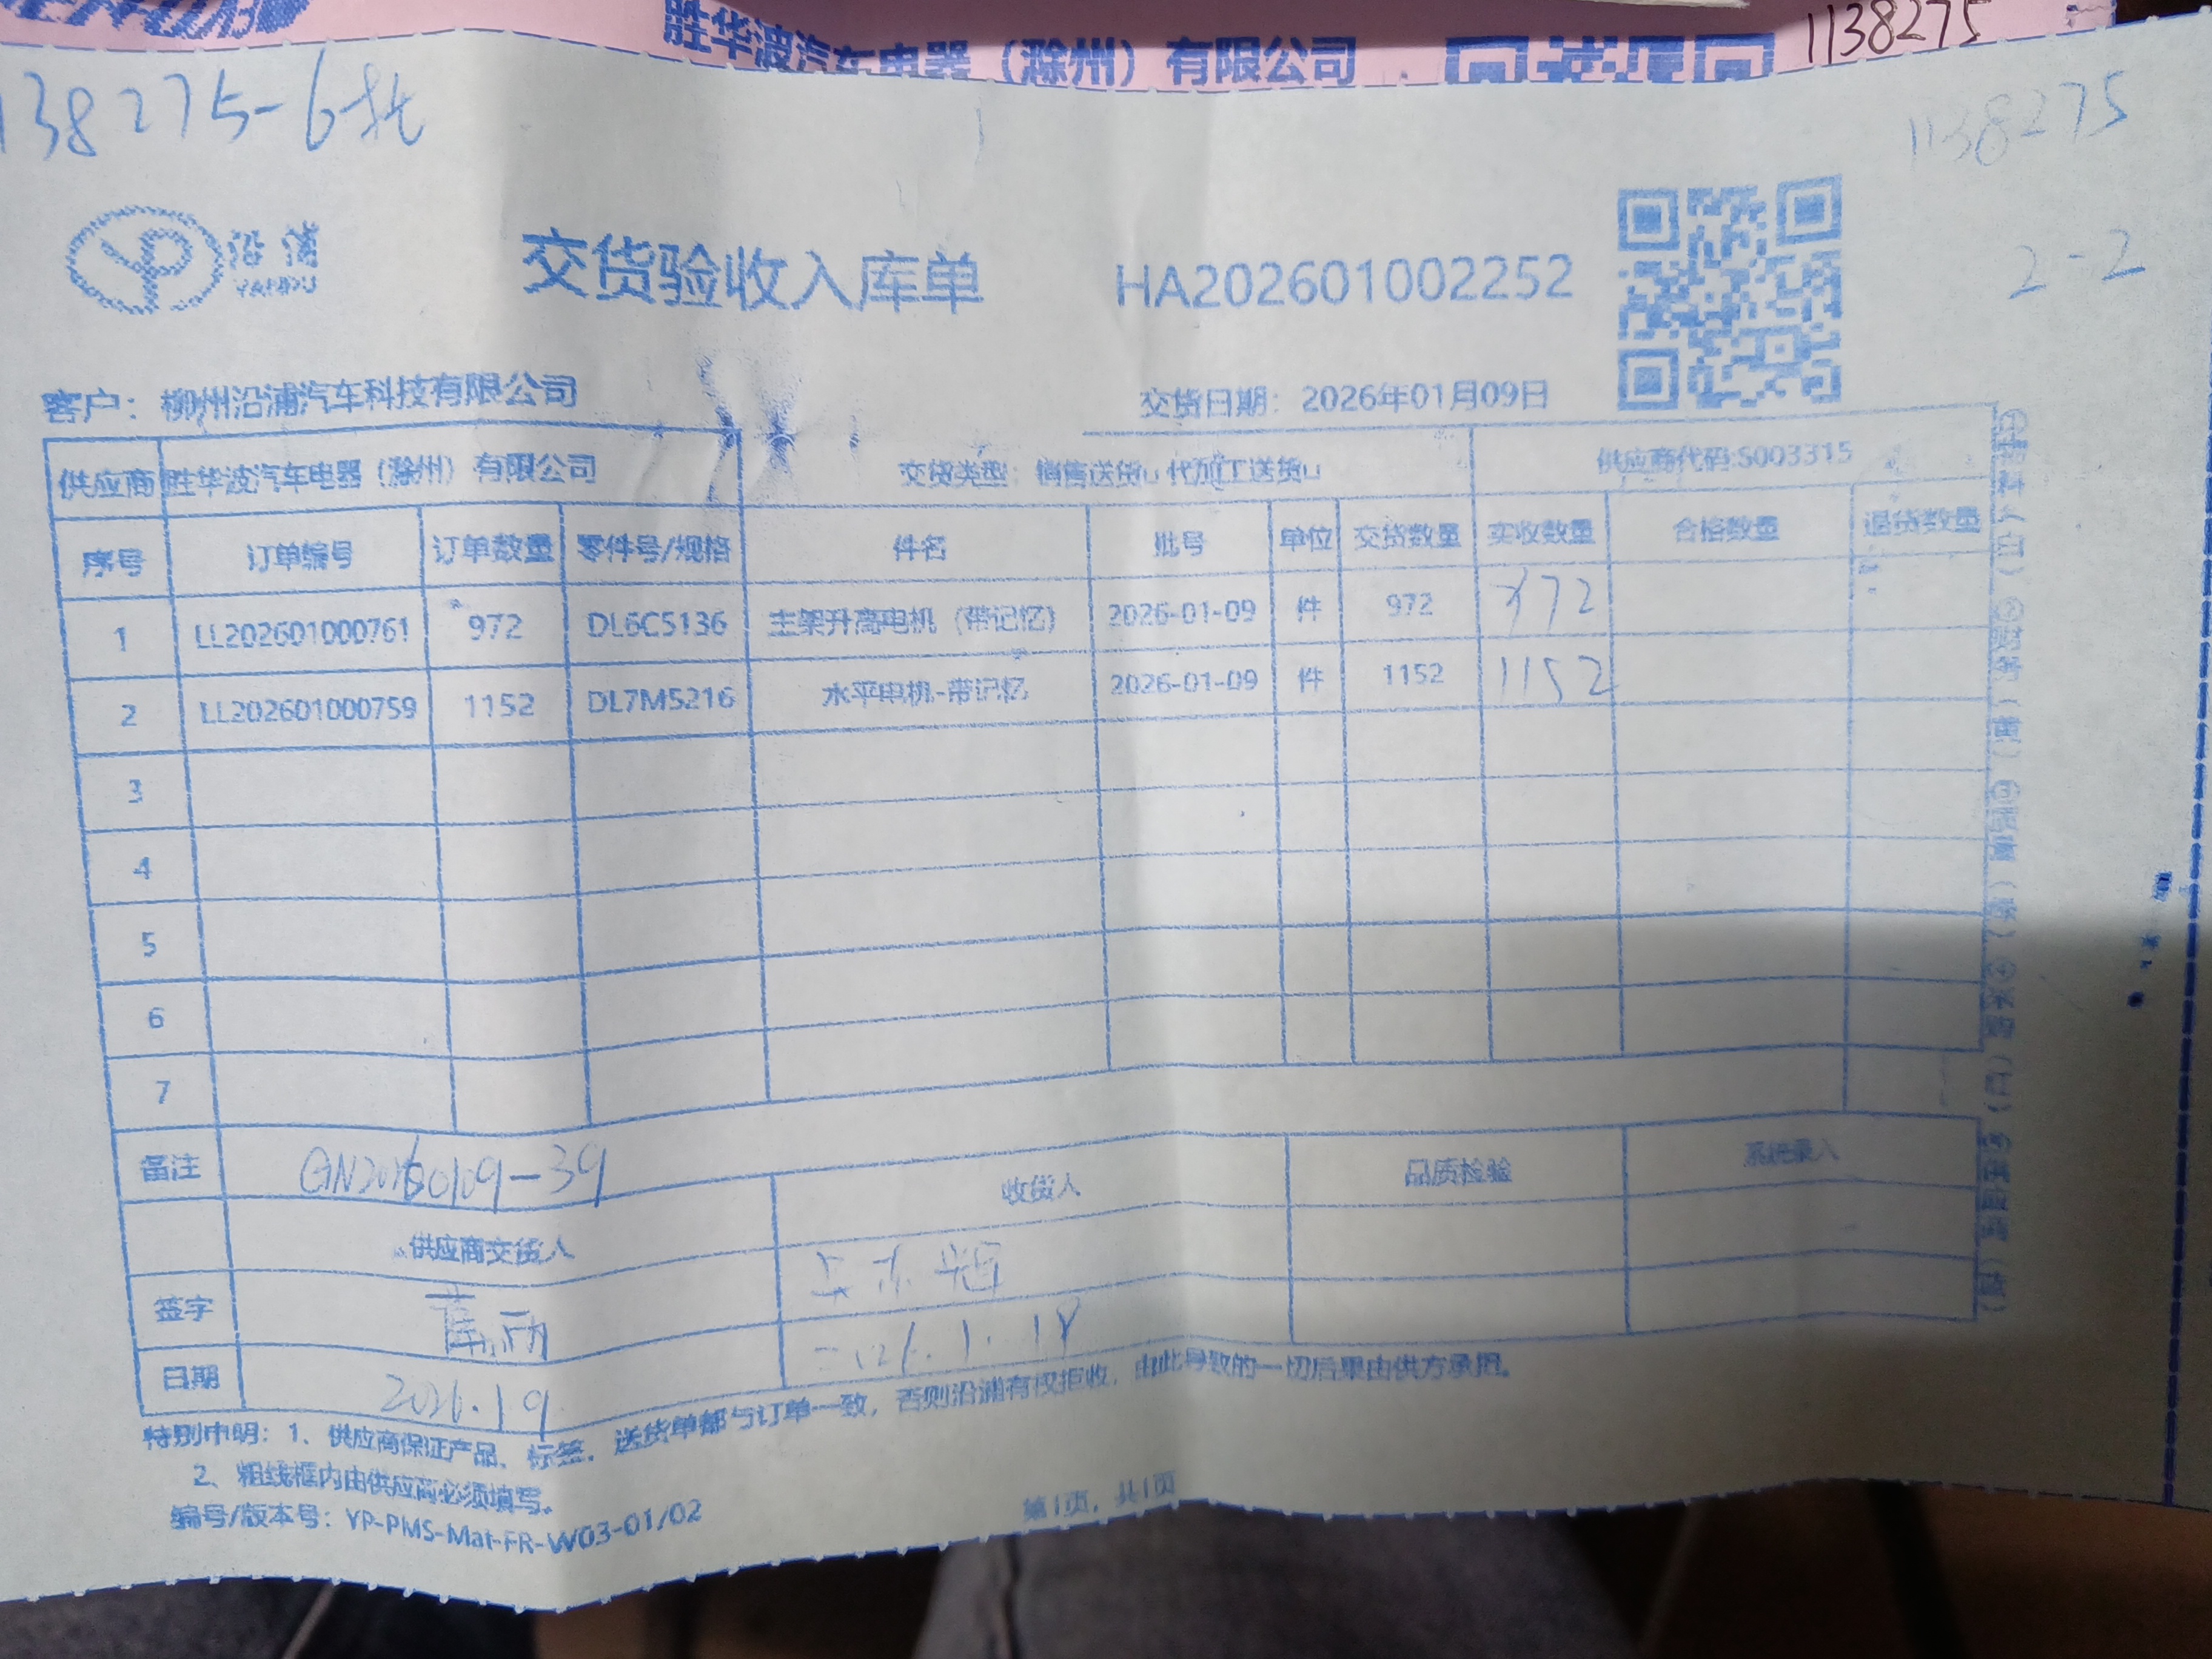 胜华波汽车电器（滁州）有限公司
1138275
138275-6
1138275
2-2
沿浦
YANPU
交货验收入库单
HA202601002252
客户：柳州沿浦汽车科技有限公司
交货日期：2026年01月09日
供应商 胜华波汽车电器（滁州）有限公司 交货类型：销售送货 代加工送货 供应商代码:S003315
序号 订单编号 订单数量 零件号/规格 件名 批号 单位 交货数量 实收数量 合格数量 退货数量
1 LL202601000761 972 DL6C5136 主架升高电机（带记忆） 2026-01-09 件 972 972
2 LL202601000759 1152 DL7M5216 水平电机-带记忆 2026-01-09 件 1152 1152
3
4
5
6
7
备注 GN20260109-39
供应商交货人 收货人 品质检验 系统录入
签字
日期 2026.1.9 2026.1.18
特别申明：1、供应商保证产品、标签、送货单都与订单一致，否则沿浦有权拒收，由此导致的一切后果由供方承担。
2、粗线框内由供应商必须填写。
编号/版本号：YP-PMS-Mat-FR-W03-01/02
第1页，共1页